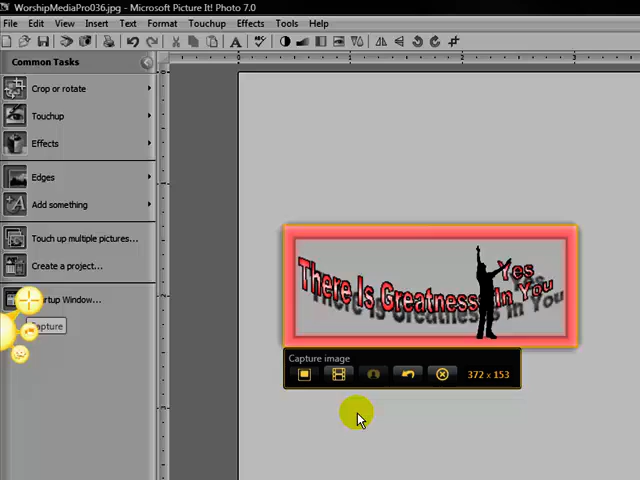 WorshipMediaPro036.jpg - Microsoft Picture It! Photo 7.0
File Edit View Insert Text Format Touchup Effects Tools Help
Common Tasks
Crop or rotate
Touchup
Effects
Edges
Add something
Touch up multiple pictures...
Create a project...
artup Window...
apture
There Is Greatness In You
Yes
Capture image
372 x 153